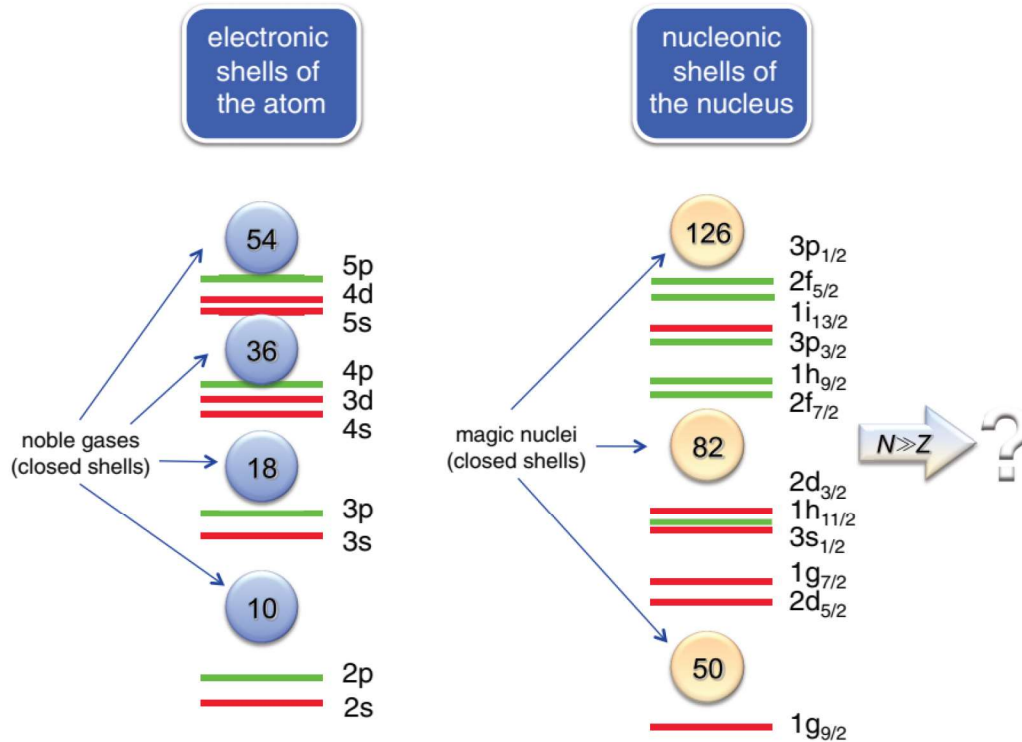 electronic
shells of
the atom
54
5p
4d
5s
36
4p
3d
4s
noble gases
(closed shells)
18
3p
3s
10
2p
2s
nucleonic
shells of
the nucleus
126
3p1/2
2f5/2
1i13/2
3p3/2
1h9/2
2f7/2
magic nuclei
(closed shells)
82
N≫Z
?
2d3/2
1h11/2
3s1/2
1g7/2
2d5/2
50
1g9/2